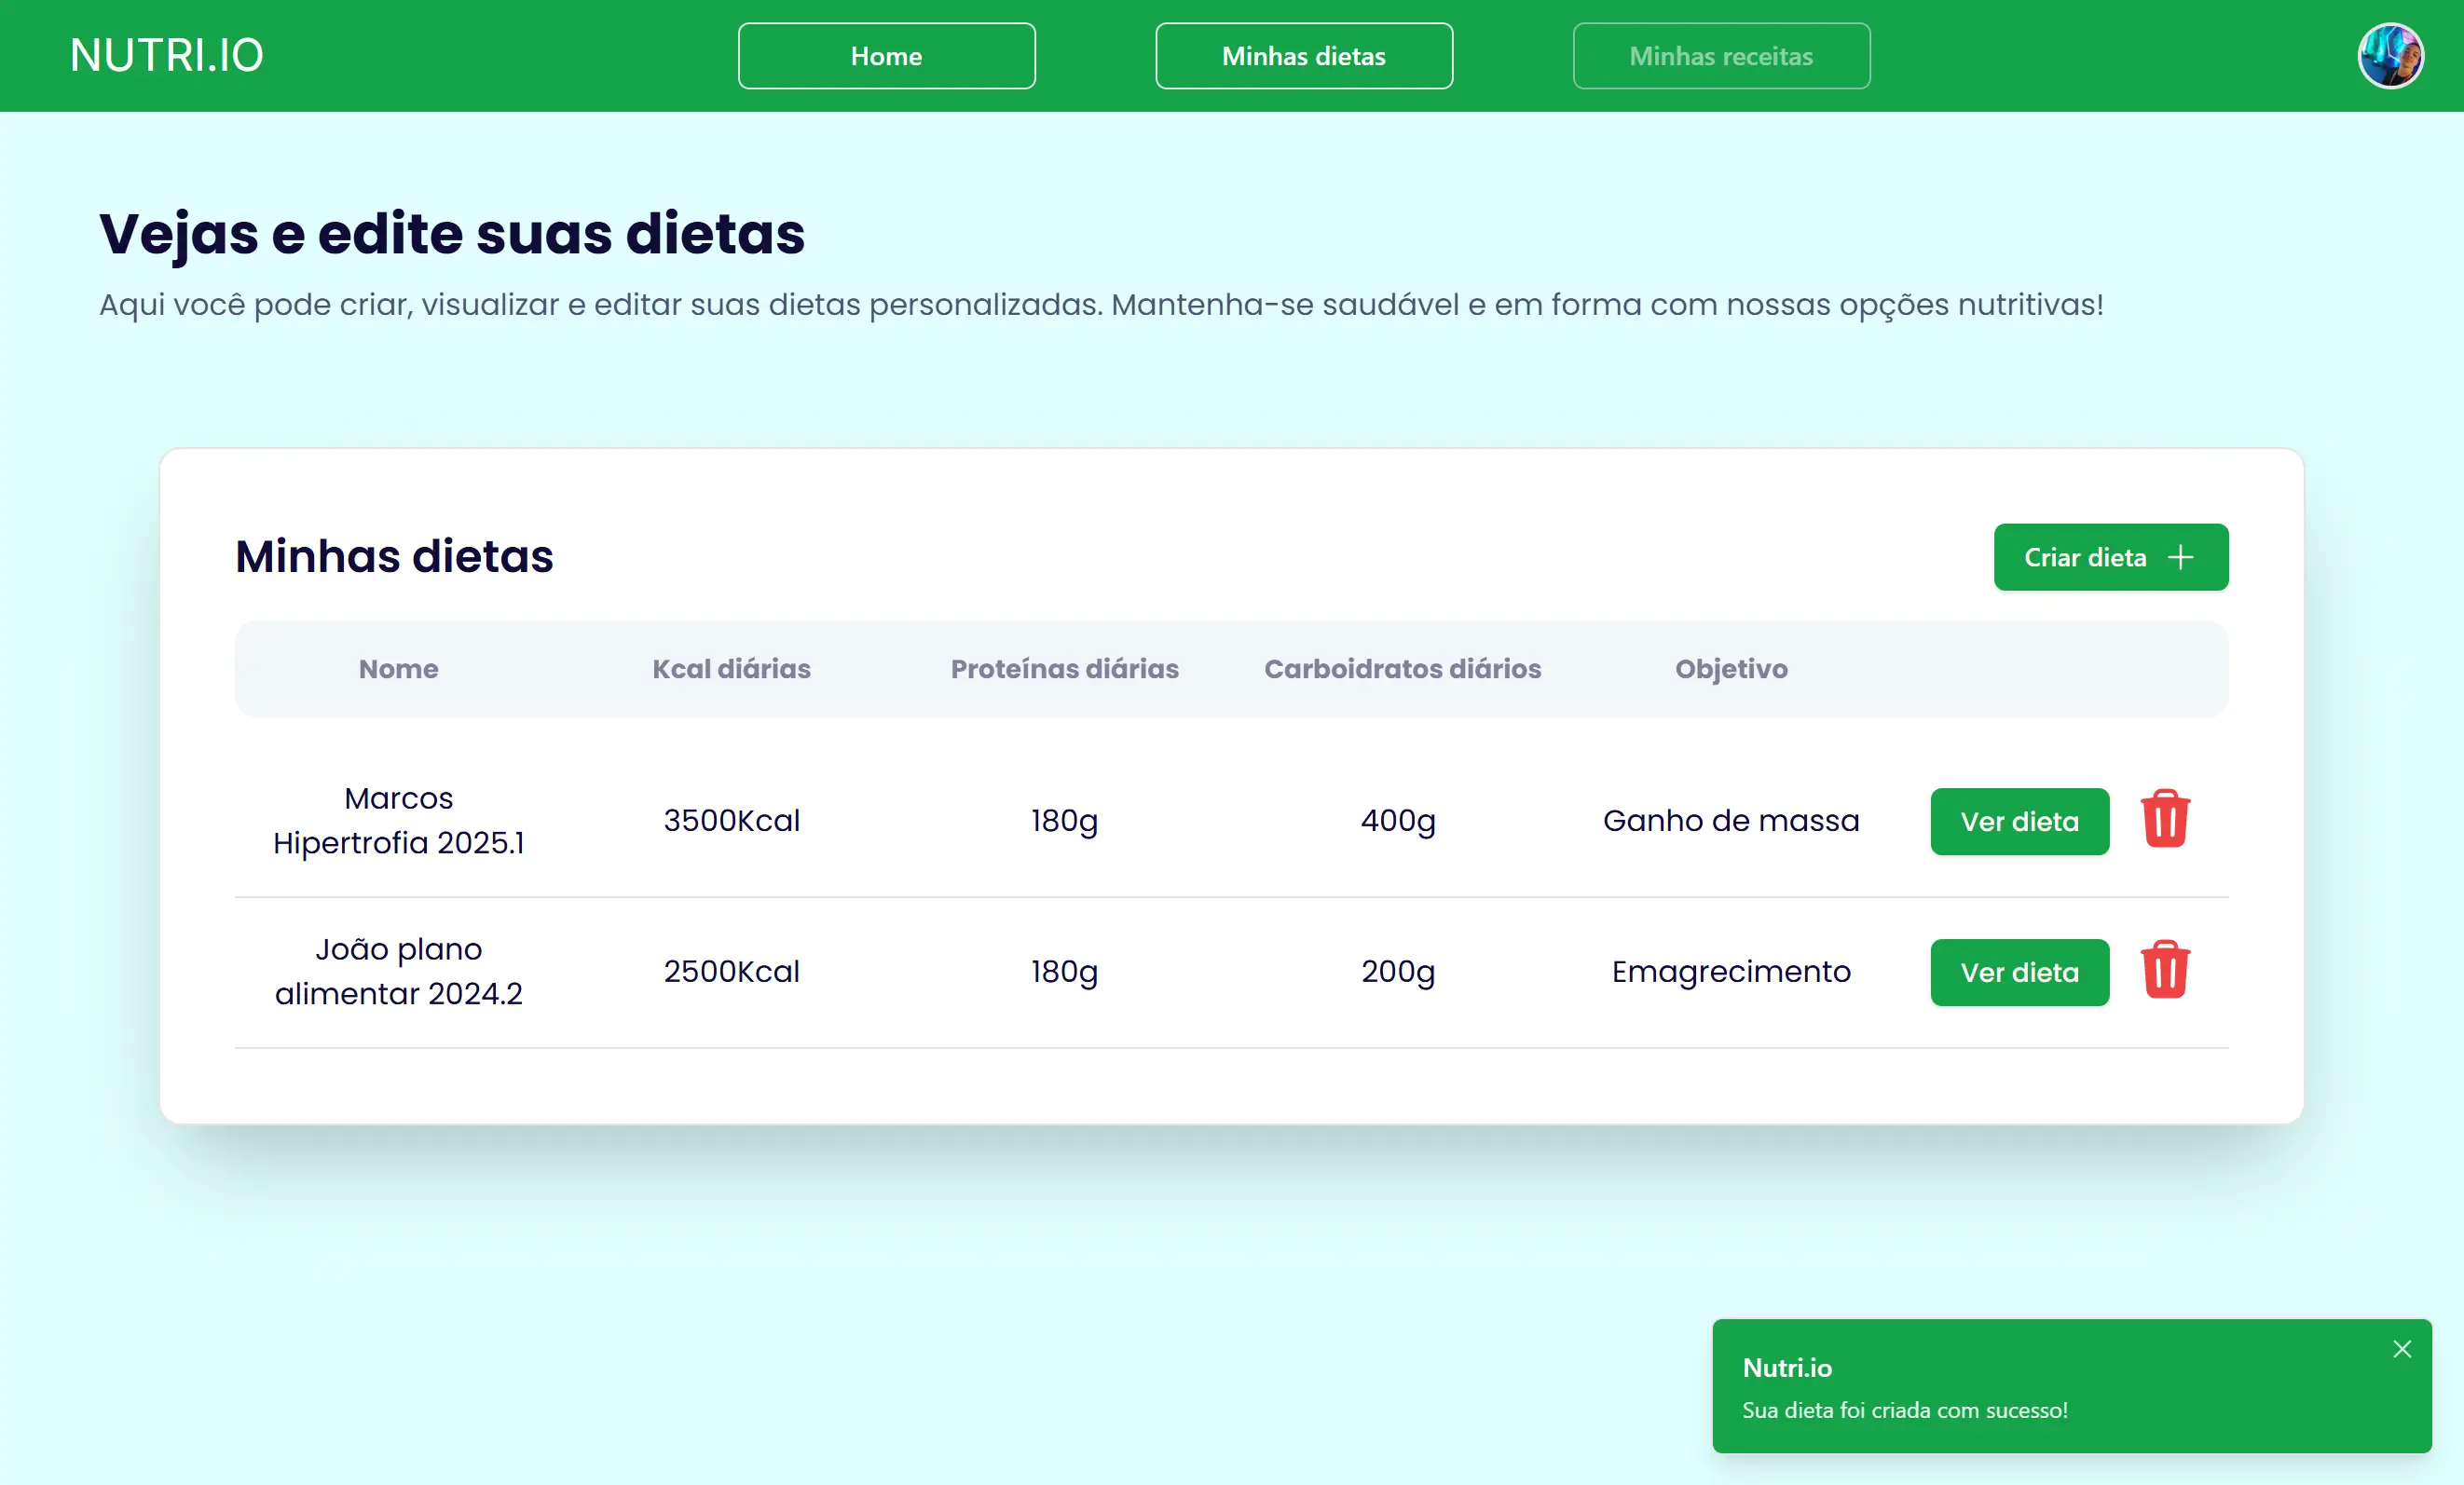 NUTRI.IO
Home
Minhas dietas
Minhas receitas
Vejas e edite suas dietas
Aqui você pode criar, visualizar e editar suas dietas personalizadas. Mantenha-se saudável e em forma com nossas opções nutritivas!
Minhas dietas
Criar dieta
Nome
Kcal diárias
Proteínas diárias
Carboidratos diários
Objetivo
Marcos
Hipertrofia 2025.1
3500Kcal
180g
400g
Ganho de massa
Ver dieta
João plano
alimentar 2024.2
2500Kcal
180g
200g
Emagrecimento
Ver dieta
Nutri.io
Sua dieta foi criada com sucesso!